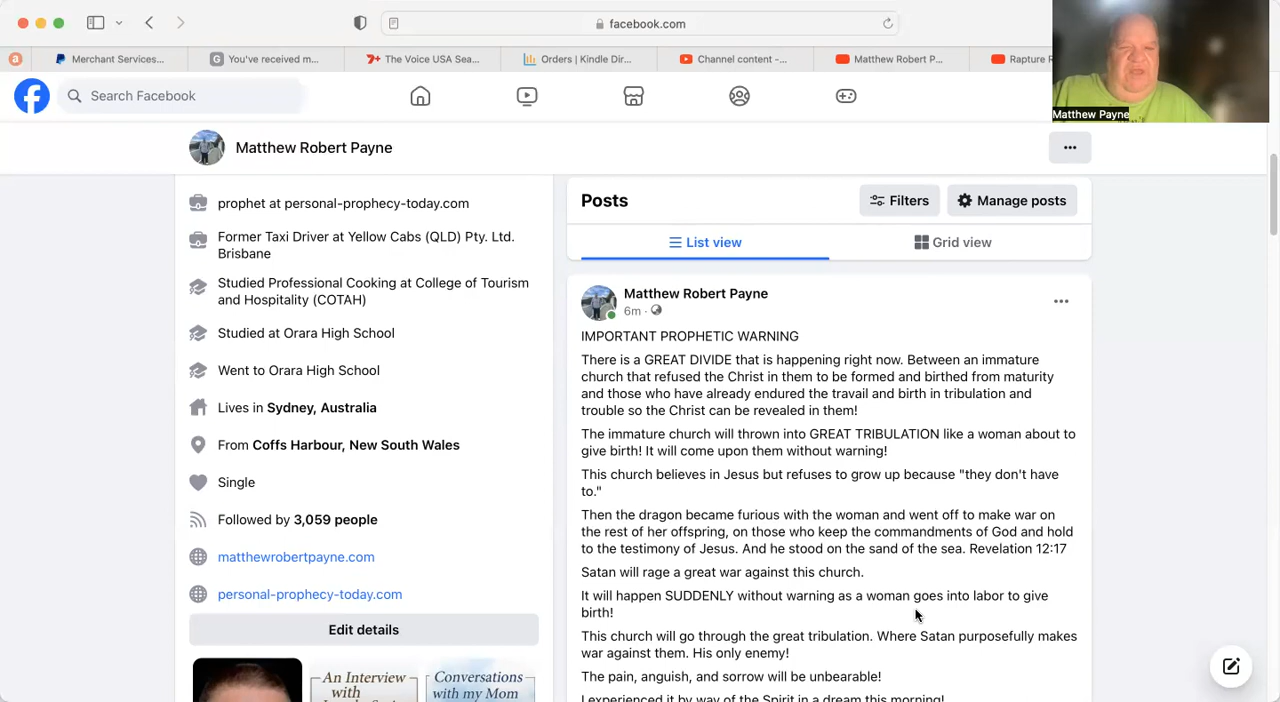 facebook.com
a
Merchant Services...
G You've received m...
7+ The Voice USA Sea...
Orders | Kindle Dir...
Channel content -...
Matthew Robert P...
Rapture R
Matthew Payne
Search Facebook
Matthew Robert Payne
prophet at personal-prophecy-today.com
Former Taxi Driver at Yellow Cabs (QLD) Pty. Ltd.
Brisbane
Studied Professional Cooking at College of Tourism
and Hospitality (COTAH)
Studied at Orara High School
Went to Orara High School
Lives in Sydney, Australia
From Coffs Harbour, New South Wales
Single
Followed by 3,059 people
matthewrobertpayne.com
personal-prophecy-today.com
Edit details
An Interview
with
Conversations
with my Mom
Posts
Filters
Manage posts
List view
Grid view
Matthew Robert Payne
6m ·
IMPORTANT PROPHETIC WARNING
There is a GREAT DIVIDE that is happening right now. Between an immature
church that refused the Christ in them to be formed and birthed from maturity
and those who have already endured the travail and birth in tribulation and
trouble so the Christ can be revealed in them!
The immature church will thrown into GREAT TRIBULATION like a woman about to
give birth! It will come upon them without warning!
This church believes in Jesus but refuses to grow up because "they don't have
to."
Then the dragon became furious with the woman and went off to make war on
the rest of her offspring, on those who keep the commandments of God and hold
to the testimony of Jesus. And he stood on the sand of the sea. Revelation 12:17
Satan will rage a great war against this church.
It will happen SUDDENLY without warning as a woman goes into labor to give
birth!
This church will go through the great tribulation. Where Satan purposefully makes
war against them. His only enemy!
The pain, anguish, and sorrow will be unbearable!
I experienced it by way of the Spirit in a dream this morning!